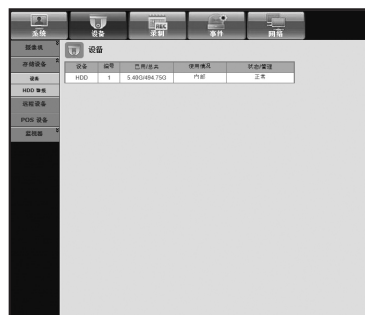 系统 设备 录制 事件 网络
REC
摄像机
存储设备
设备
HDD 警报
远程设备
POS 设备
监视器
设备
设备 编号 已用/总共 使用情况 状态/管理
HDD 1 5.40G/494.75G 内部 正常